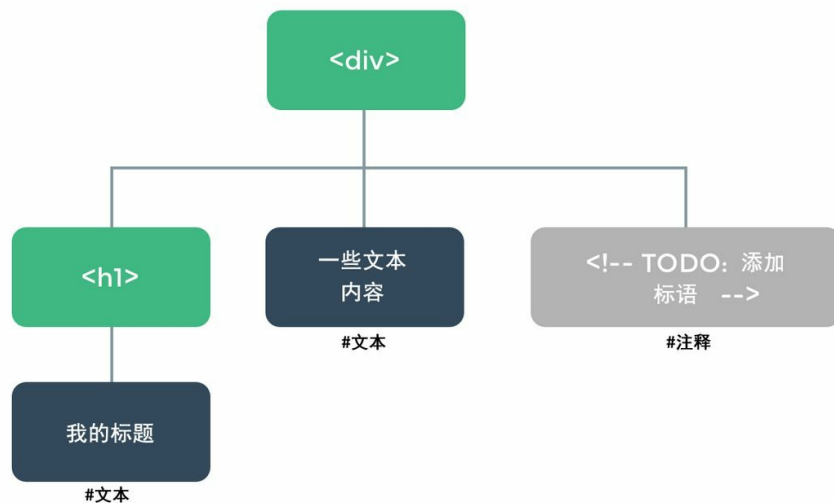 <div>
<h1>
一些文本
内容
<!-- TODO: 添加
标语 -->
#文本
#注释
我的标题
#文本